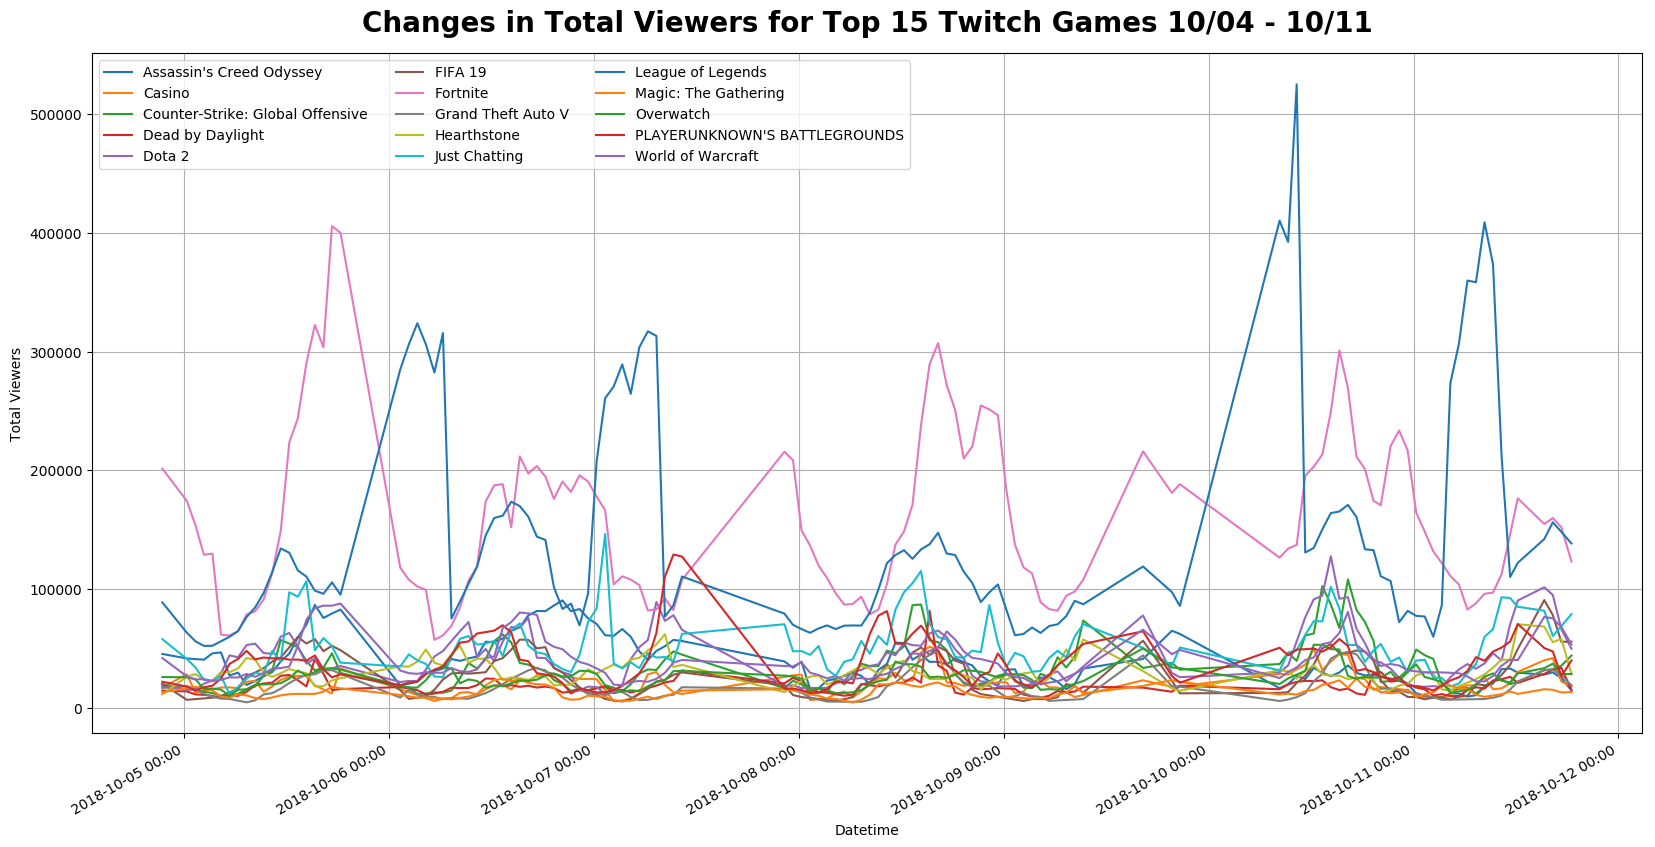 Changes in Total Viewers for Top 15 Twitch Games 10/04 - 10/11
Assassin's Creed Odyssey
Casino
Counter-Strike: Global Offensive
Dead by Daylight
Dota 2
FIFA 19
Fortnite
Grand Theft Auto V
Hearthstone
Just Chatting
League of Legends
Magic: The Gathering
Overwatch
PLAYERUNKNOWN'S BATTLEGROUNDS
World of Warcraft
Total Viewers
500000
400000
300000
200000
100000
0
2018-10-05 00:00
2018-10-06 00:00
2018-10-07 00:00
2018-10-08 00:00
2018-10-09 00:00
2018-10-10 00:00
2018-10-11 00:00
2018-10-12 00:00
Datetime